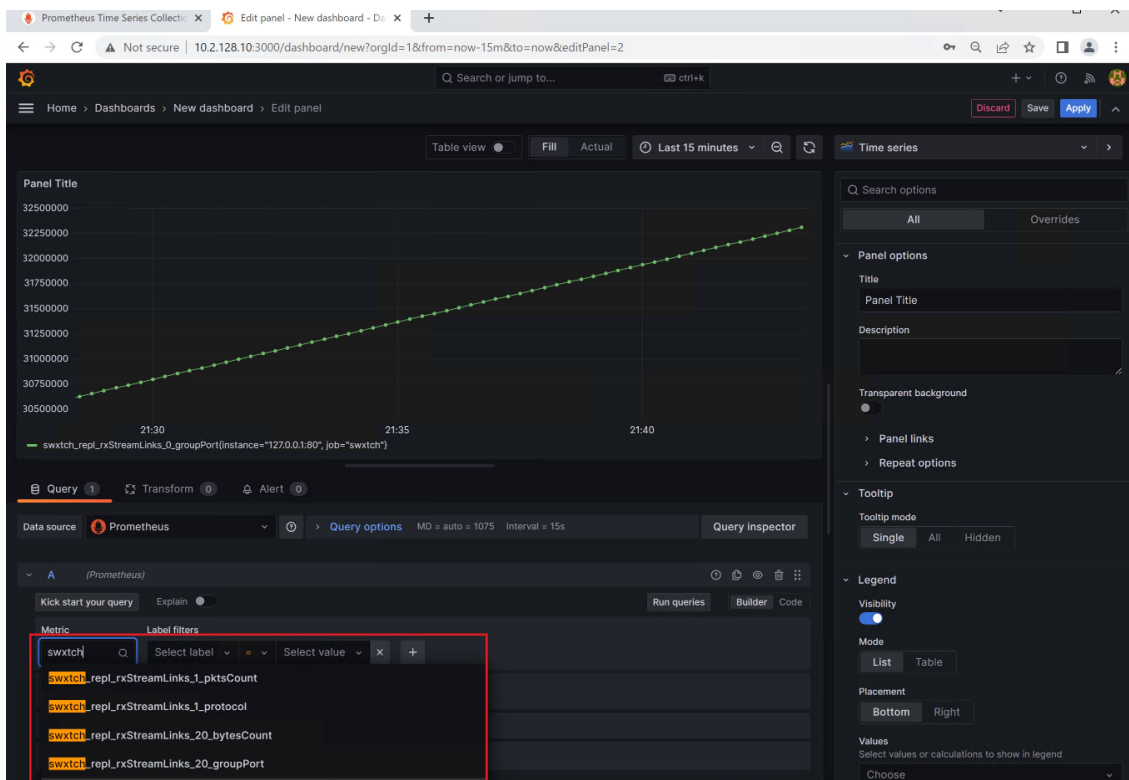 Prometheus Time Series Collectic
Edit panel - New dashboard - Da
Not secure | 10.2.128.10:3000/dashboard/new?orgId=1&from=now-15m&to=now&editPanel=2
Search or jump to... ctrl+k
Home > Dashboards > New dashboard > Edit panel
Discard Save Apply
Table view Fill Actual Last 15 minutes
Time series
Panel Title
32500000
32250000
32000000
31750000
31500000
31250000
31000000
30750000
30500000
21:30 21:35 21:40
swxtch_repl_rxStreamLinks_0_groupPort{instance="127.0.0.1:80", job="swxtch"}
Query 1 Transform 0 Alert 0
Data source Prometheus > Query options MD = auto = 1075 Interval = 15s Query inspector
A (Prometheus)
Kick start your query Explain Run queries Builder Code
Metric Label filters
swxtch Select label = Select value × +
swxtch_repl_rxStreamLinks_1_pktsCount
swxtch_repl_rxStreamLinks_1_protocol
swxtch_repl_rxStreamLinks_20_bytesCount
swxtch_repl_rxStreamLinks_20_groupPort
Search options
All Overrides
Panel options
Title
Panel Title
Description
Transparent background
Panel links
Repeat options
Tooltip
Tooltip mode
Single All Hidden
Legend
Visibility
Mode
List Table
Placement
Bottom Right
Values
Select values or calculations to show in legend
Choose